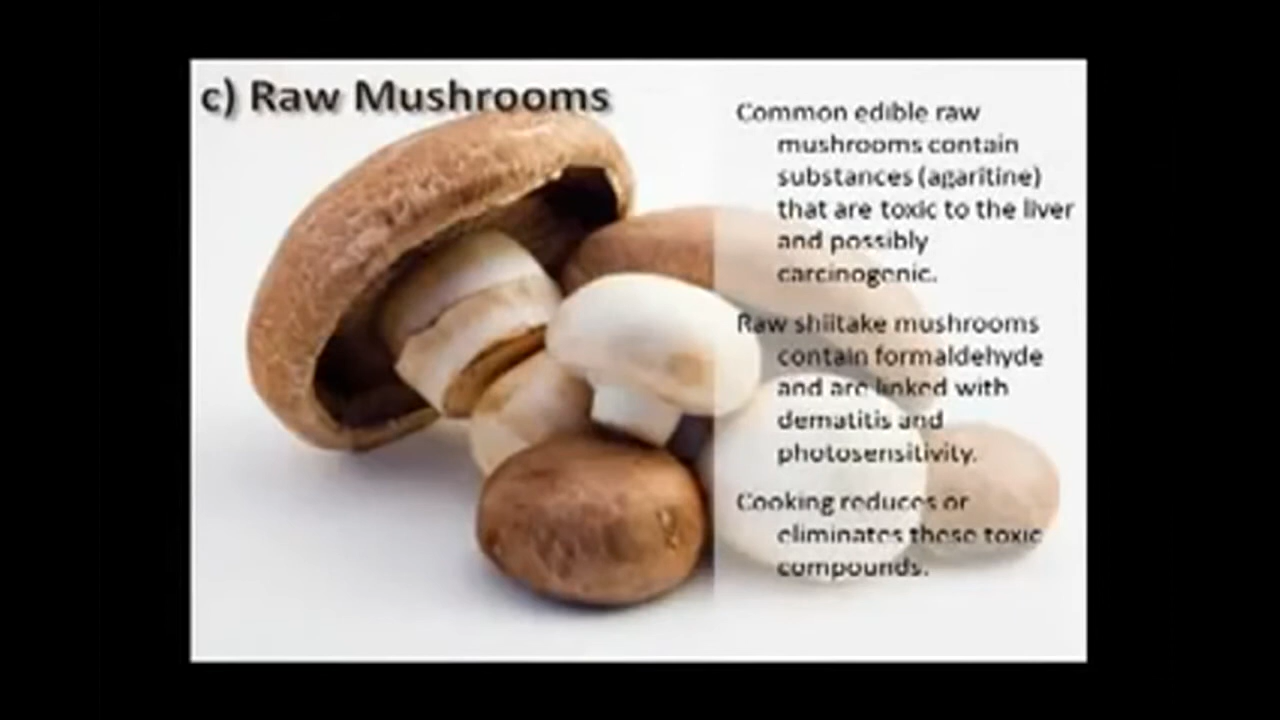 c) Raw Mushrooms
Common edible raw
mushrooms contain
substances (agaritine)
that are toxic to the liver
and possibly
carcinogenic.
Raw shiitake mushrooms
contain formaldehyde
and are linked with
dematitis and
photosensitivity.
Cooking reduces or
eliminates these toxic
compounds.